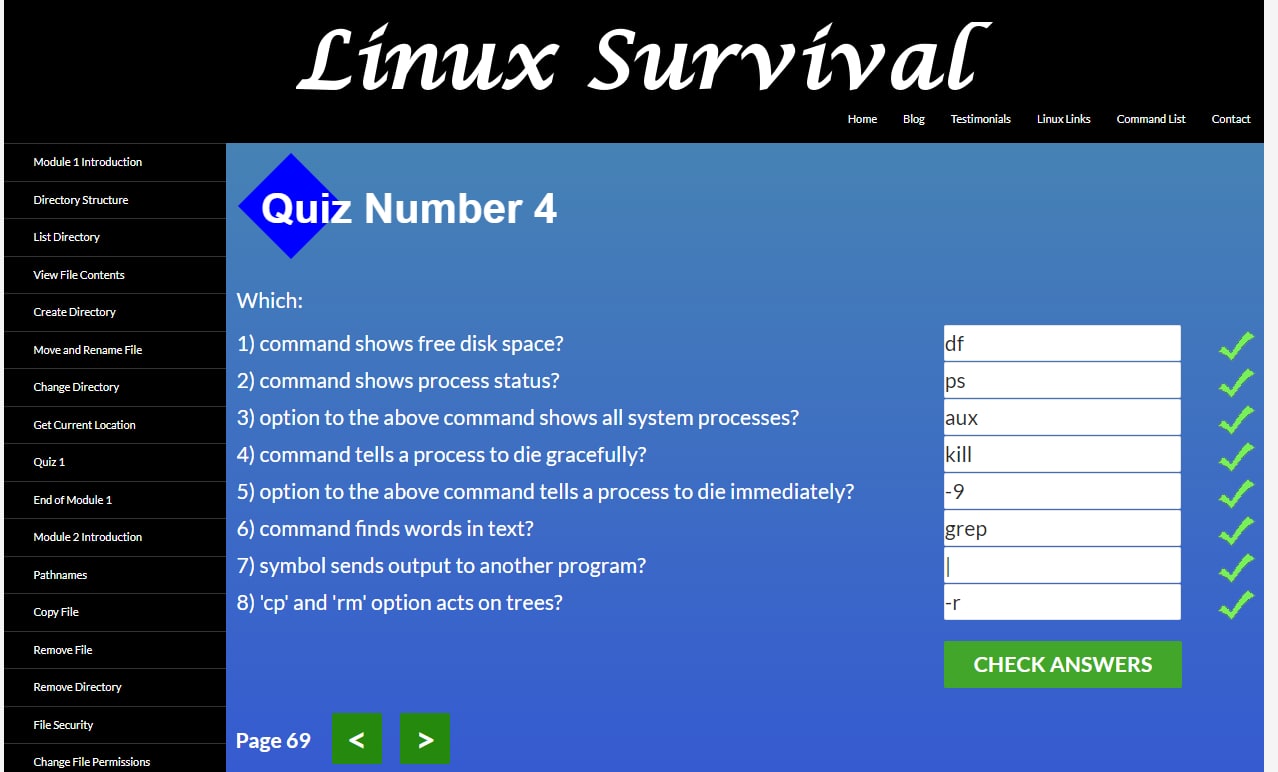 Linux Survival
Home Blog Testimonials Linux Links Command List Contact
Module 1 Introduction
Directory Structure
List Directory
View File Contents
Create Directory
Move and Rename File
Change Directory
Get Current Location
Quiz 1
End of Module 1
Module 2 Introduction
Pathnames
Copy File
Remove File
Remove Directory
File Security
Change File Permissions
Quiz Number 4
Which:
1) command shows free disk space? df
2) command shows process status? ps
3) option to the above command shows all system processes? aux
4) command tells a process to die gracefully? kill
5) option to the above command tells a process to die immediately? -9
6) command finds words in text? grep
7) symbol sends output to another program? |
8) 'cp' and 'rm' option acts on trees? -r
CHECK ANSWERS
Page 69 < >